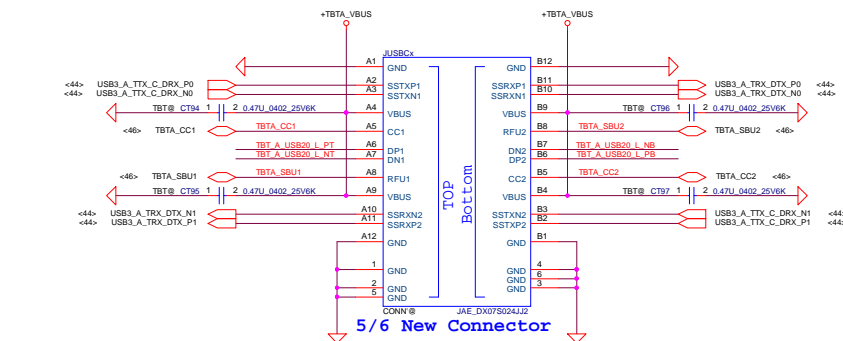 +TBTA_VBUS +TBTA_VBUS
JUSBCx
A1 GND GND B12
<44> USB3_A_TTX_C_DRX_P0 A2 SSTXP1 SSRXP1 B11 USB3_A_TRX_DTX_P0 <44>
<44> USB3_A_TTX_C_DRX_N0 A3 SSTXN1 SSRXN1 B10 USB3_A_TRX_DTX_N0 <44>
TBT@ CT94 1 2 0.47U_0402_25V6K A4 VBUS VBUS B9 TBT@ CT96 1 2 0.47U_0402_25V6K
<46> TBTA_CC1 TBTA_CC1 A5 CC1 RFU2 B8 TBTA_SBU2 TBTA_SBU2 <46>
TBT_A_USB20_L_PT A6 DP1 DN2 B7 TBT_A_USB20_L_NB
TBT_A_USB20_L_NT A7 DN1 DP2 B6 TBT_A_USB20_L_PB
<46> TBTA_SBU1 TBTA_SBU1 A8 RFU1 CC2 B5 TBTA_CC2 TBTA_CC2 <46>
TBT@ CT95 1 2 0.47U_0402_25V6K A9 VBUS VBUS B4 TBT@ CT97 1 2 0.47U_0402_25V6K
<44> USB3_A_TRX_DTX_N1 A10 SSRXN2 SSTXN2 B3 USB3_A_TTX_C_DRX_N1 <44
<44> USB3_A_TRX_DTX_P1 A11 SSRXP2 SSTXP2 B2 USB3_A_TTX_C_DRX_P1 <44
A12 GND GND B1
TOP
Bottom
1 GND GND 4
GND 6
2 GND GND 3
5 GND
CONN'@ JAE_DX07S024JJ2
5/6 New Connector